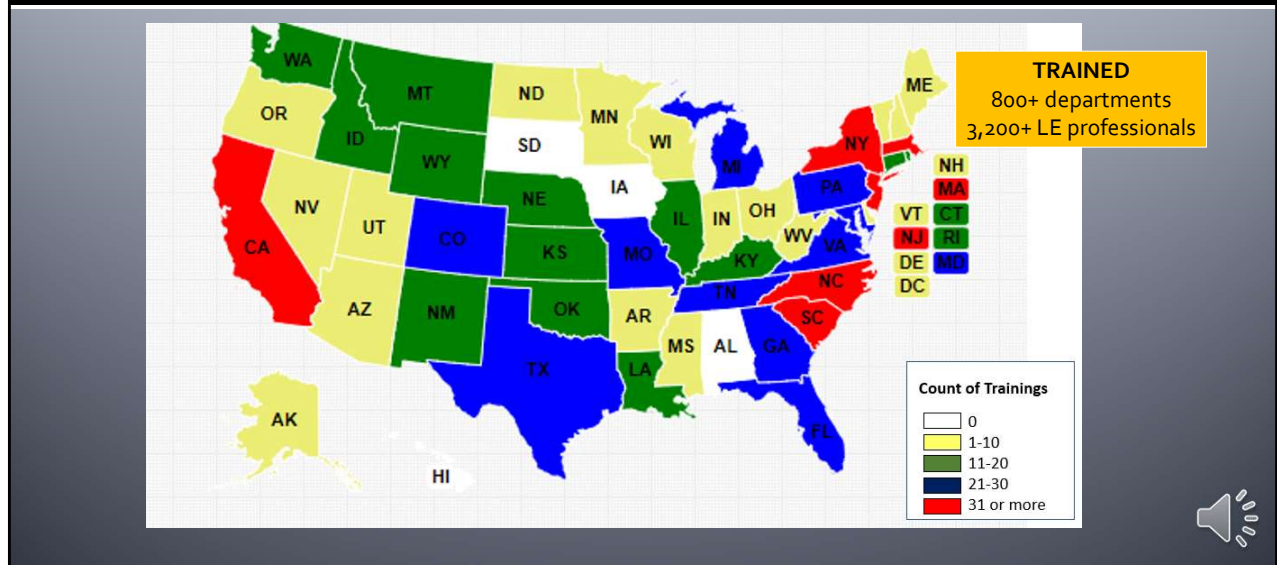 WA
MT
ND
MN
ME
OR
ID
SD
WI
WY
NY
MI
IA
NE
PA
NV
UT
CO
IL
IN
OH
WV
VA
CA
KS
MO
KY
NC
TN
AZ
NM
OK
AR
SC
MS
AL
GA
TX
LA
FL
AK
HI
NH
MA
VT CT
NJ RI
DE MD
DC
TRAINED
800+ departments
3,200+ LE professionals
Count of Trainings
0
1-10
11-20
21-30
31 or more